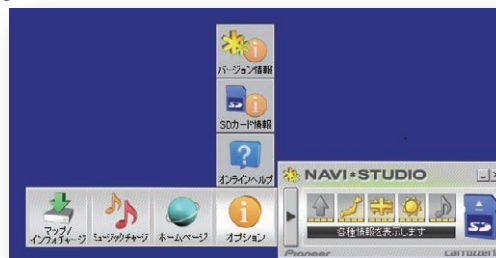 バージョン情報
SDカード情報
オンラインヘルプ
マップ/
インフォチャージ
ミュージックチャージ
ホームページ
オプション
NAVI*STUDIO
各種情報を表示します
Pioneer
carrozzeria